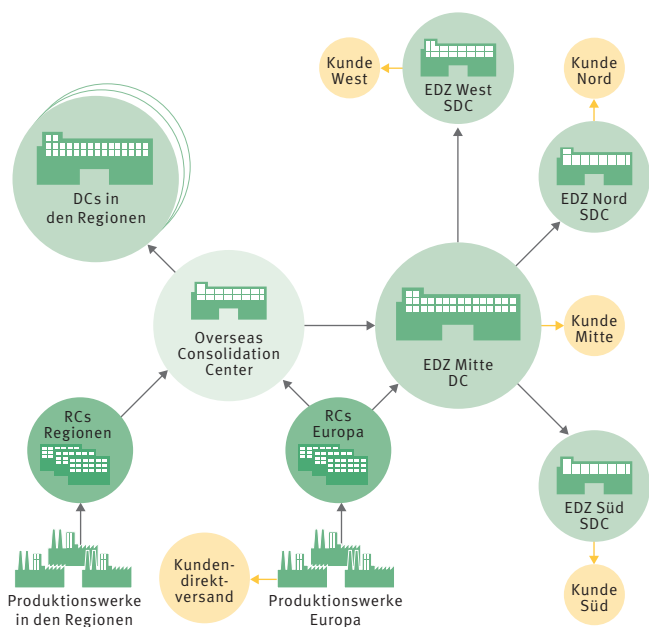 Kunde
West
EDZ West
SDC
Kunde
Nord
DCs in
den Regionen
EDZ Nord
SDC
Overseas
Consolidation
Center
EDZ Mitte
DC
Kunde
Mitte
RCs
Regionen
RCs
Europa
EDZ Süd
SDC
Kunden-
direkt-
versand
Kunde
Süd
Produktionswerke
in den Regionen
Produktionswerke
Europa